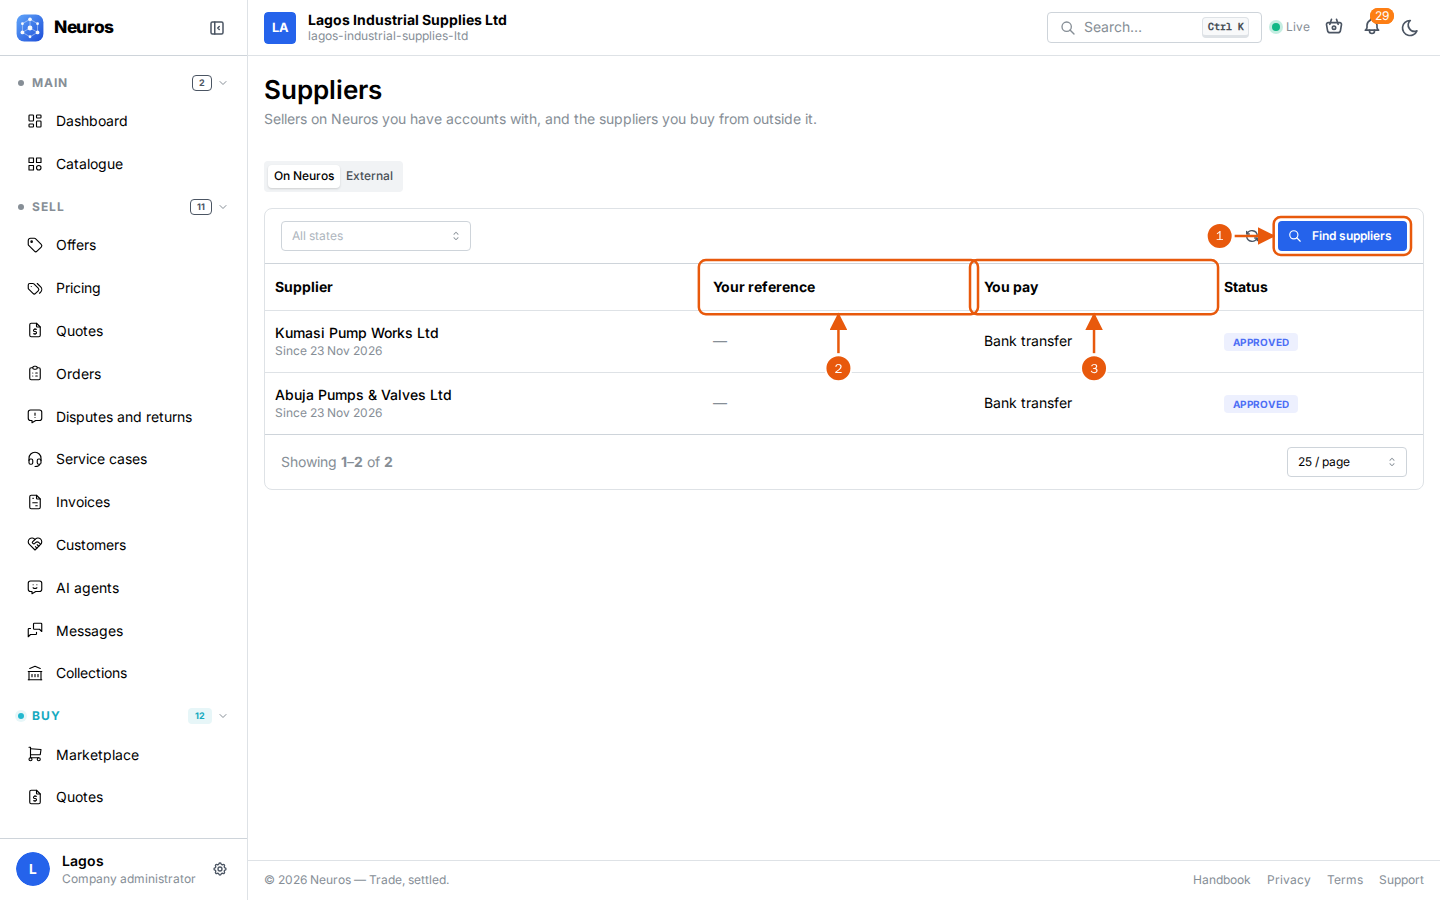 Neuros
LA
Lagos Industrial Supplies Ltd
lagos-industrial-supplies-ltd
Search...
Ctrl K
Live
29
MAIN
2
Dashboard
Catalogue
SELL
11
Offers
Pricing
Quotes
Orders
Disputes and returns
Service cases
Invoices
Customers
AI agents
Messages
Collections
BUY
12
Marketplace
Quotes
L
Lagos
Company administrator
Suppliers
Sellers on Neuros you have accounts with, and the suppliers you buy from outside it.
On Neuros
External
All states
1
Find suppliers
Supplier
Your reference
You pay
Status
Kumasi Pump Works Ltd
Since 23 Nov 2026
—
Bank transfer
APPROVED
2
3
Abuja Pumps & Valves Ltd
Since 23 Nov 2026
—
Bank transfer
APPROVED
Showing 1–2 of 2
25 / page
© 2026 Neuros — Trade, settled.
Handbook
Privacy
Terms
Support